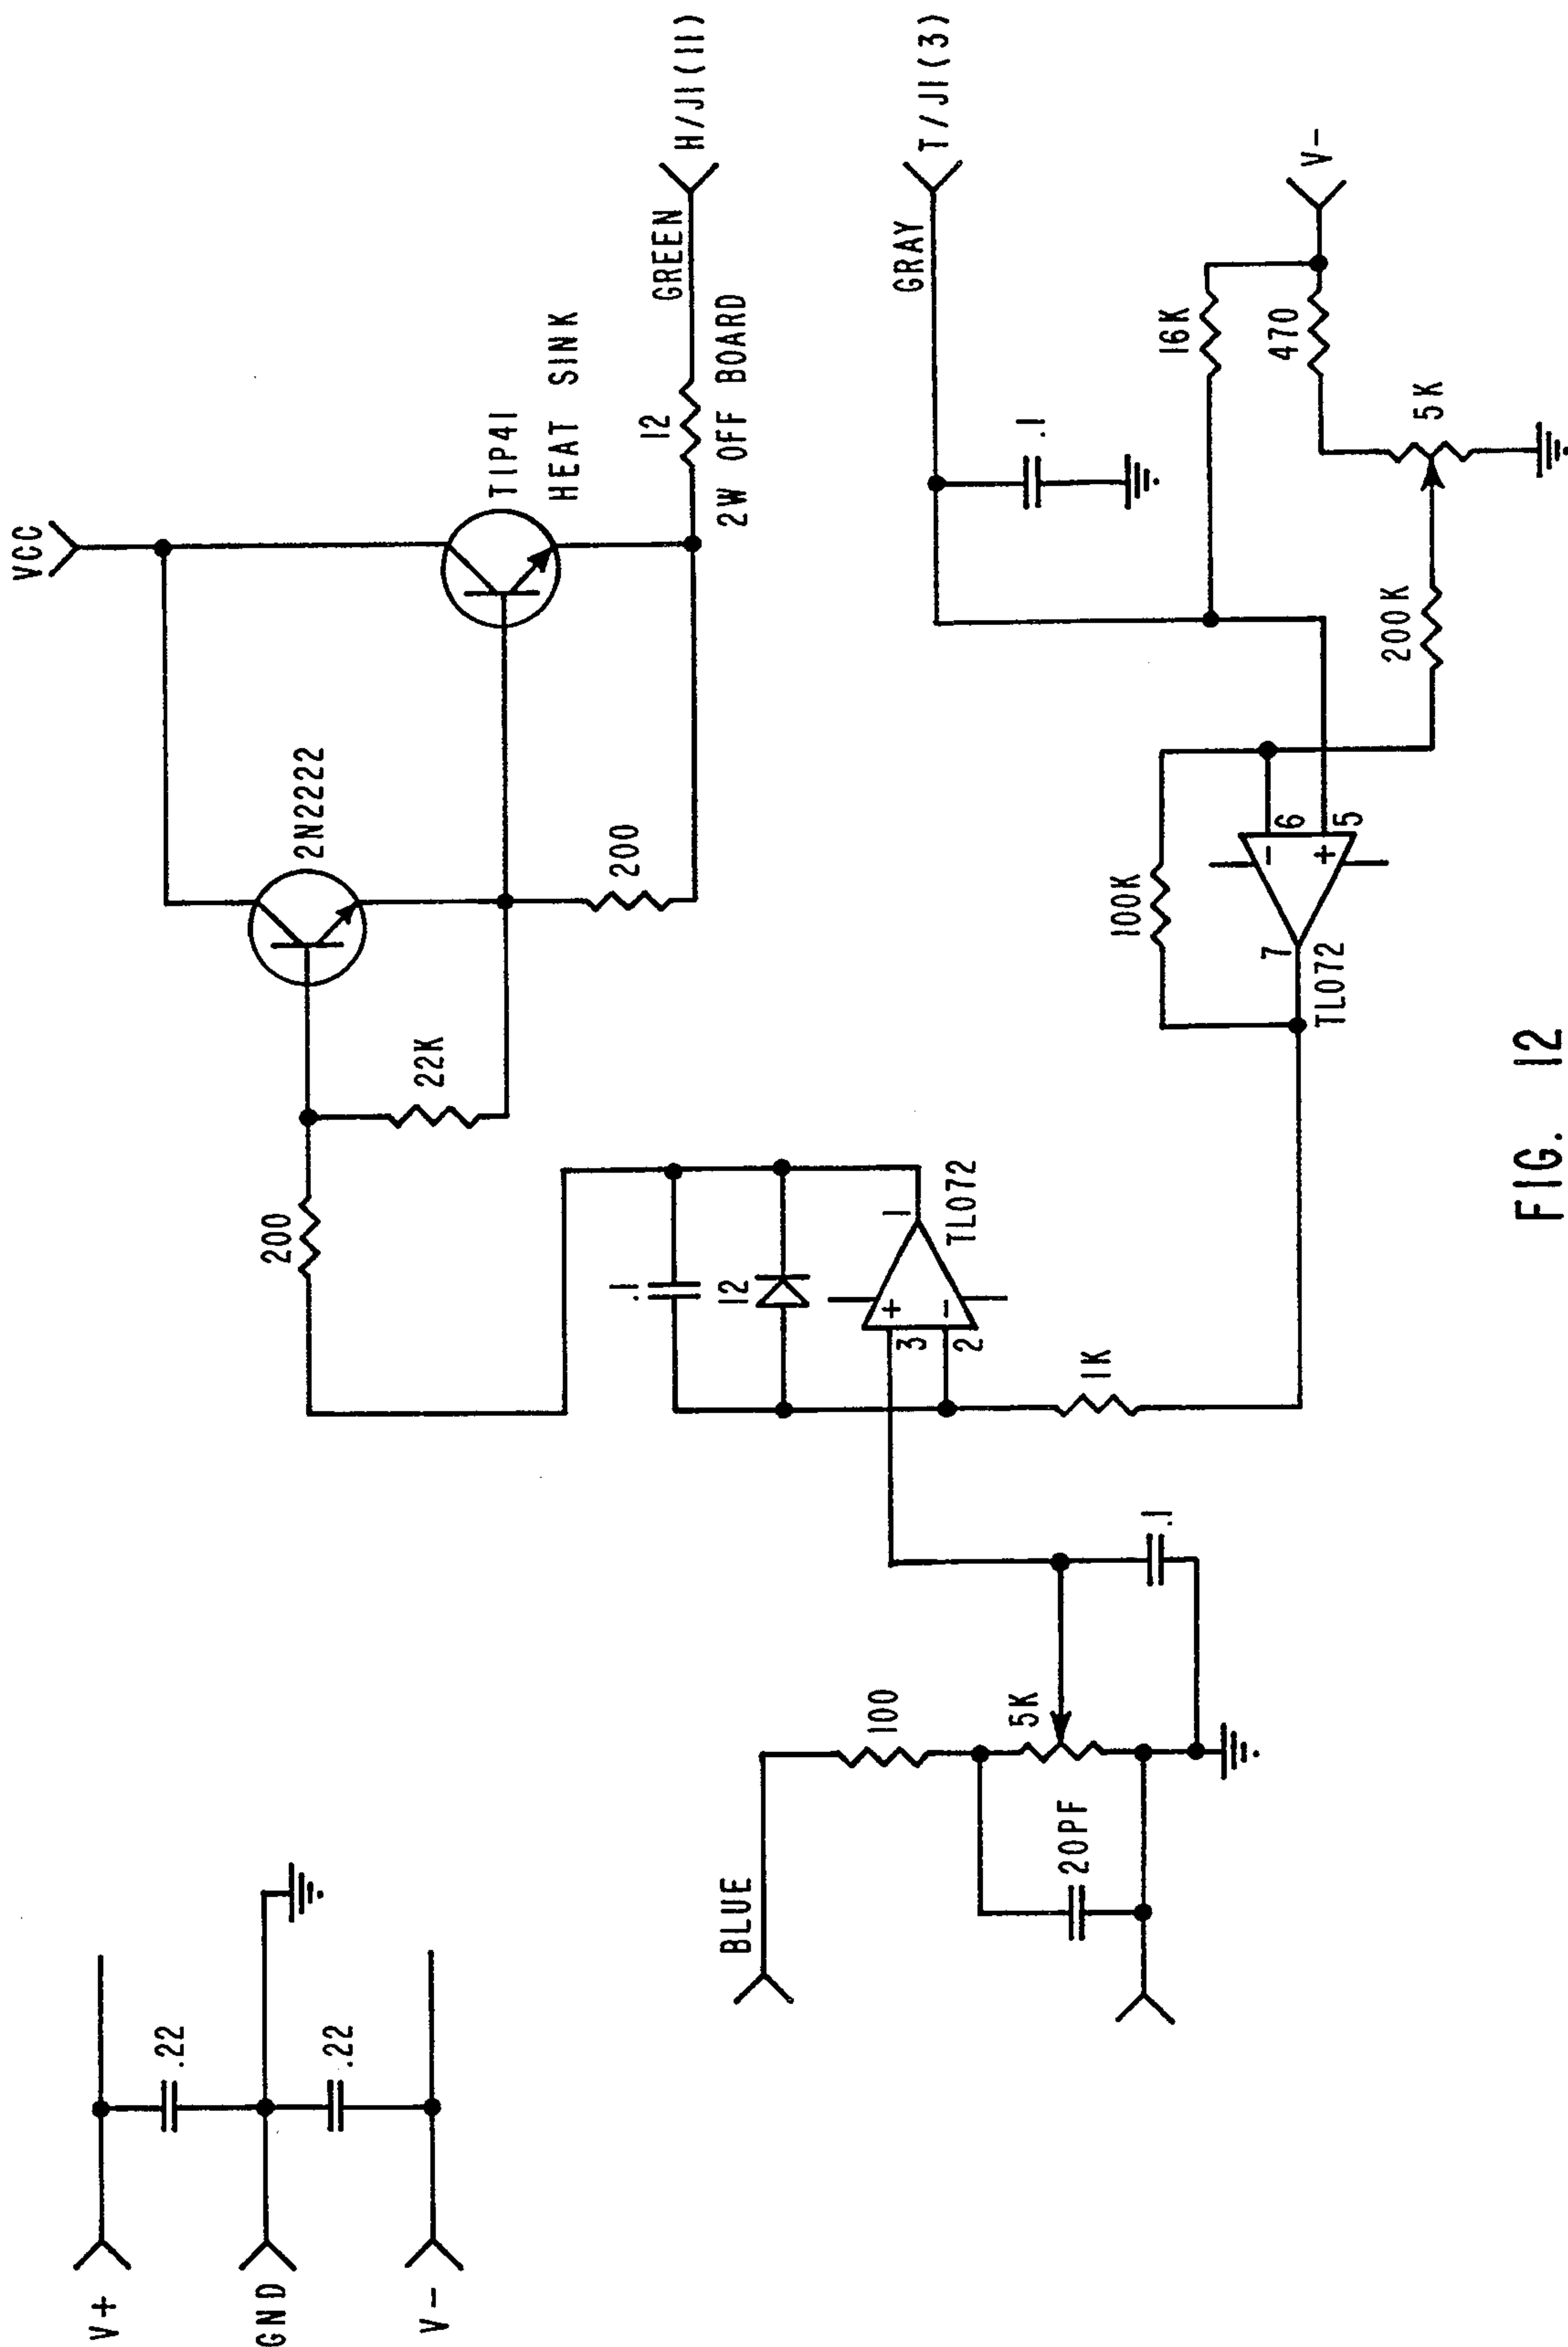 V+
GND
V-
.22
.22
BLUE
100
5K
20PF
.1
200
22K
2N2222
200
VCC
TIP41
HEAT SINK
12
GREEN
H/J1(11)
2W OFF BOARD
.1
12
+
-
3
2
1
TL072
1K
100K
7
TL072
-
+
6
5
GRAY
T/J1(3)
.1
16K
470
V-
5K
200K
FIG. 12